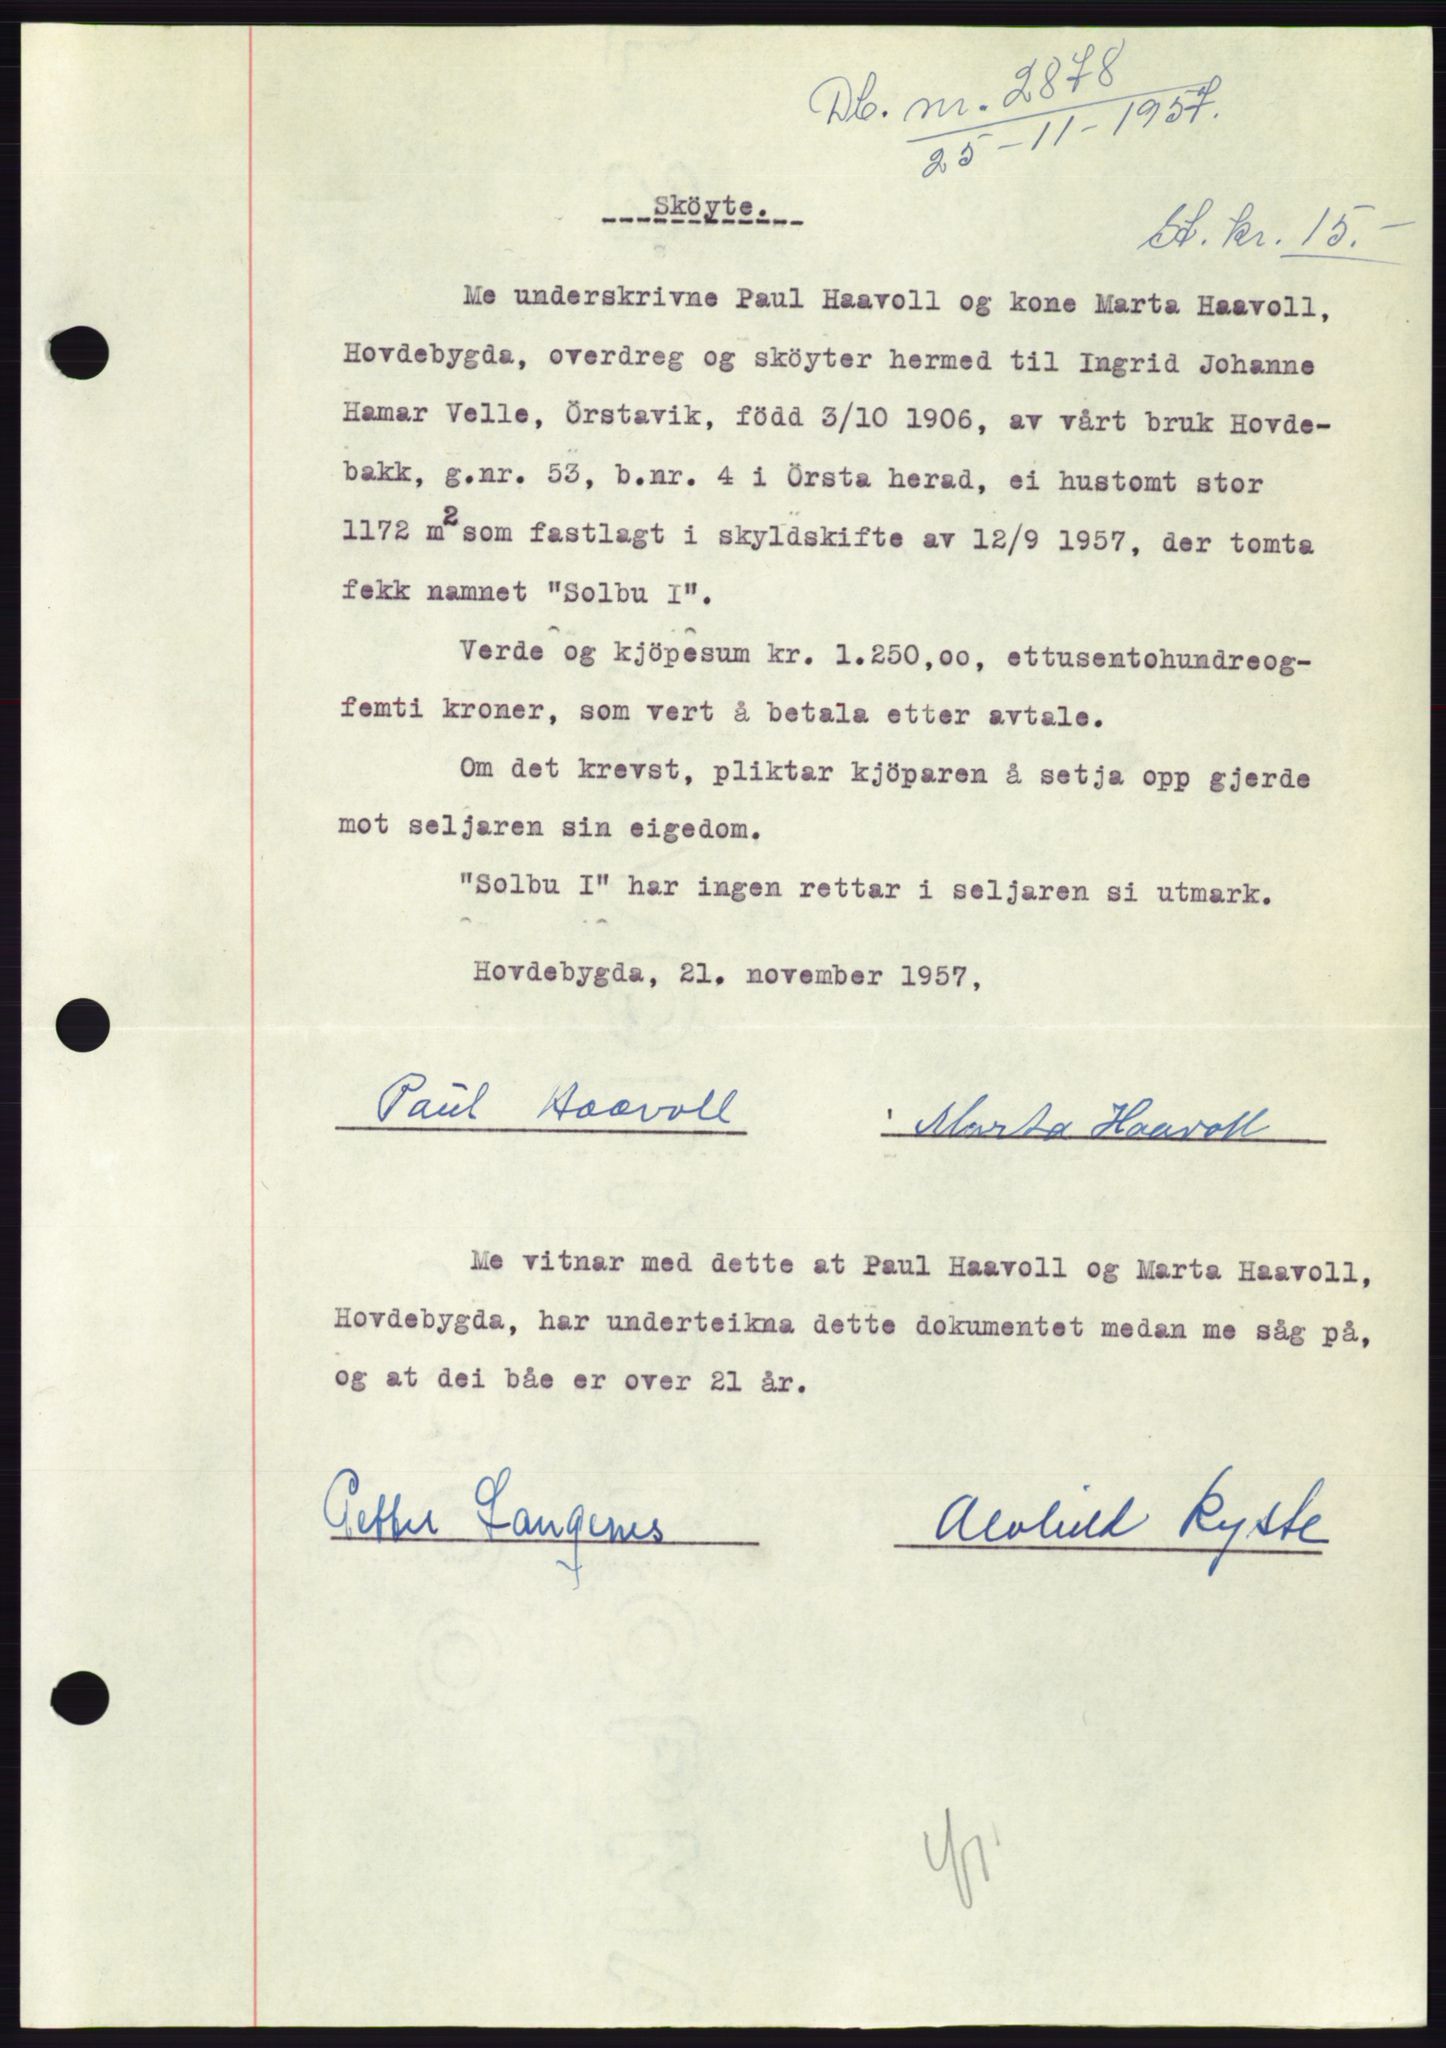 Db. nr. 2878
25-11-1957.
Sköyte.
St. kr. 15.-
Me underskrivne Paul Haavoll og kone Marta Haavoll,
Hovdebygda, overdreg og sköyter hermed til Ingrid Johanne
Hamar Velle, Örstavik, född 3/10 1906, av vårt bruk Hovde-
bakk, g.nr. 53, b.nr. 4 i Örsta herad, ei hustomt stor
1172 m² som fastlagt i skyldskifte av 12/9 1957, der tomta
fekk namnet "Solbu I".
Verde og kjöpesum kr. 1.250,oo, ettusentohundreog-
femti kroner, som vert å betala etter avtale.
Om det krevst, pliktar kjöparen å setja opp gjerde
mot seljaren sin eigedom.
"Solbu I" har ingen rettar i seljaren si utmark.
Hovdebygda, 21. november 1957,
Paul Haavoll Marta Haavoll
Me vitnar med dette at Paul Haavoll og Marta Haavoll,
Hovdebygda, har underteikna dette dokumentet medan me såg på,
og at dei båe er over 21 år.
Petter Langenes Alvhild Ryste